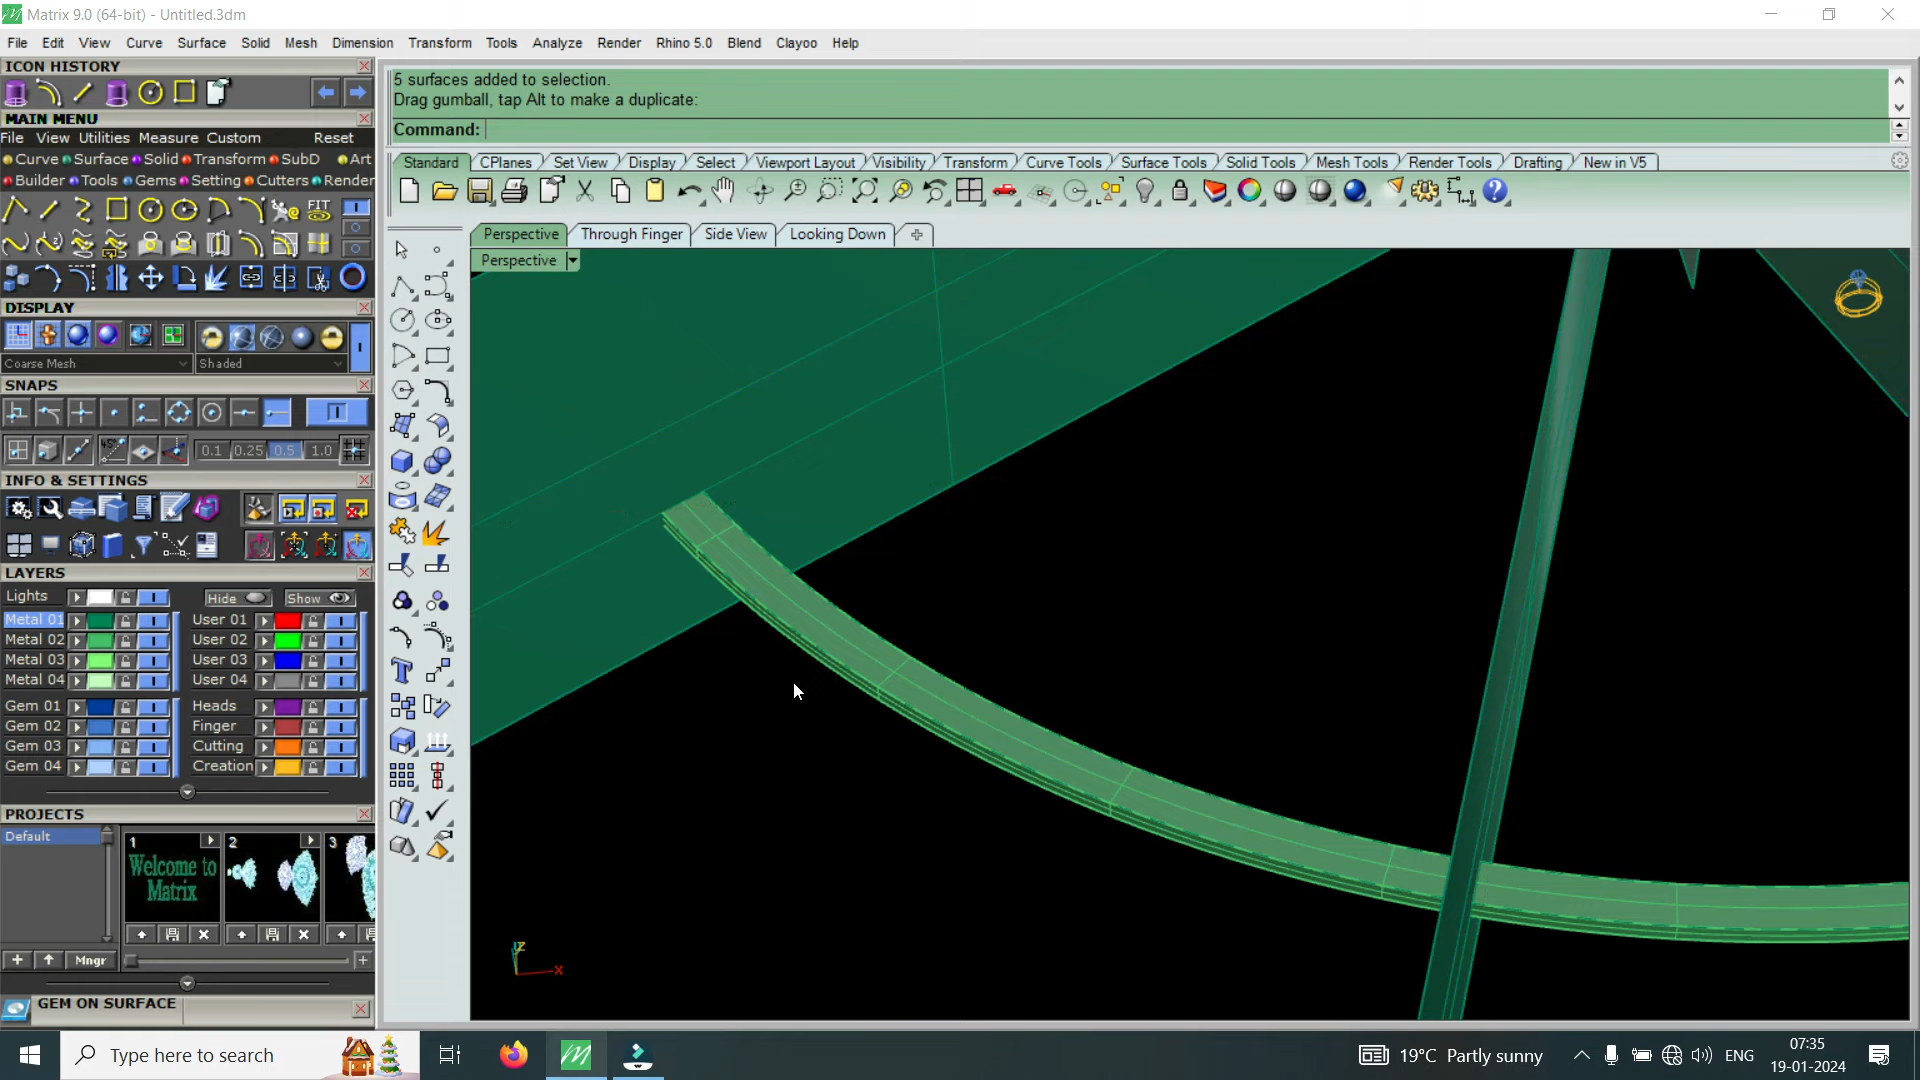 Matrix 9.0 (64-bit) - Untitled.3dm
File Edit View Curve Surface Solid Mesh Dimension Transform Tools Analyze Render Rhino 5.0 Blend Clayoo Help
ICON HISTORY
5 surfaces added to selection.
Drag gumball, tap Alt to make a duplicate:
Command:
MAIN MENU
File View Utilities Measure Custom Reset
Curve Surface Solid Transform SubD Art
Builder Tools Gems Setting Cutters Render
Standard CPlanes Set View Display Select Viewport Layout Visibility Transform Curve Tools Surface Tools Solid Tools Mesh Tools Render Tools Drafting New in V5
FIT
Perspective Through Finger Side View Looking Down
Perspective
DISPLAY
Coarse Mesh Shaded
SNAPS
0.1 0.25 0.5 1.0
INFO & SETTINGS
LAYERS
Lights Hide Show
Metal 01 User 01
Metal 02 User 02
Metal 03 User 03
Metal 04 User 04
Gem 01 Heads
Gem 02 Finger
Gem 03 Cutting
Gem 04 Creation
PROJECTS
Default
1 2 3
Welcome to
Matrix
Mngr
z
x
GEM ON SURFACE
Type here to search
19°C Partly sunny
ENG
07:35
19-01-2024